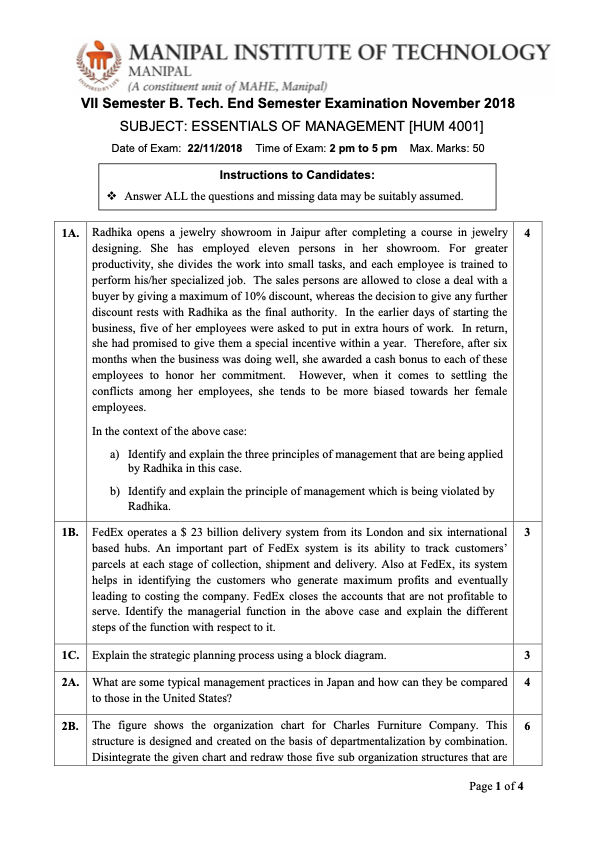 MANIPAL INSTITUTE OF TECHNOLOGY
MANIPAL
(A constituent unit of MAHE, Manipal)
INSPIRED BY LIFE
VII Semester B. Tech. End Semester Examination November 2018
SUBJECT: ESSENTIALS OF MANAGEMENT [HUM 4001]
Date of Exam: 22/11/2018 Time of Exam: 2 pm to 5 pm Max. Marks: 50
Instructions to Candidates:
❖ Answer ALL the questions and missing data may be suitably assumed.
1A. Radhika opens a jewelry showroom in Jaipur after completing a course in jewelry 4
designing. She has employed eleven persons in her showroom. For greater
productivity, she divides the work into small tasks, and each employee is trained to
perform his/her specialized job. The sales persons are allowed to close a deal with a
buyer by giving a maximum of 10% discount, whereas the decision to give any further
discount rests with Radhika as the final authority. In the earlier days of starting the
business, five of her employees were asked to put in extra hours of work. In return,
she had promised to give them a special incentive within a year. Therefore, after six
months when the business was doing well, she awarded a cash bonus to each of these
employees to honor her commitment. However, when it comes to settling the
conflicts among her employees, she tends to be more biased towards her female
employees.
In the context of the above case:
a) Identify and explain the three principles of management that are being applied
by Radhika in this case.
b) Identify and explain the principle of management which is being violated by
Radhika.
1B. FedEx operates a $ 23 billion delivery system from its London and six international 3
based hubs. An important part of FedEx system is its ability to track customers'
parcels at each stage of collection, shipment and delivery. Also at FedEx, its system
helps in identifying the customers who generate maximum profits and eventually
leading to costing the company. FedEx closes the accounts that are not profitable to
serve. Identify the managerial function in the above case and explain the different
steps of the function with respect to it.
1C. Explain the strategic planning process using a block diagram. 3
2A. What are some typical management practices in Japan and how can they be compared 4
to those in the United States?
2B. The figure shows the organization chart for Charles Furniture Company. This 6
structure is designed and created on the basis of departmentalization by combination.
Disintegrate the given chart and redraw those five sub organization structures that are
Page 1 of 4